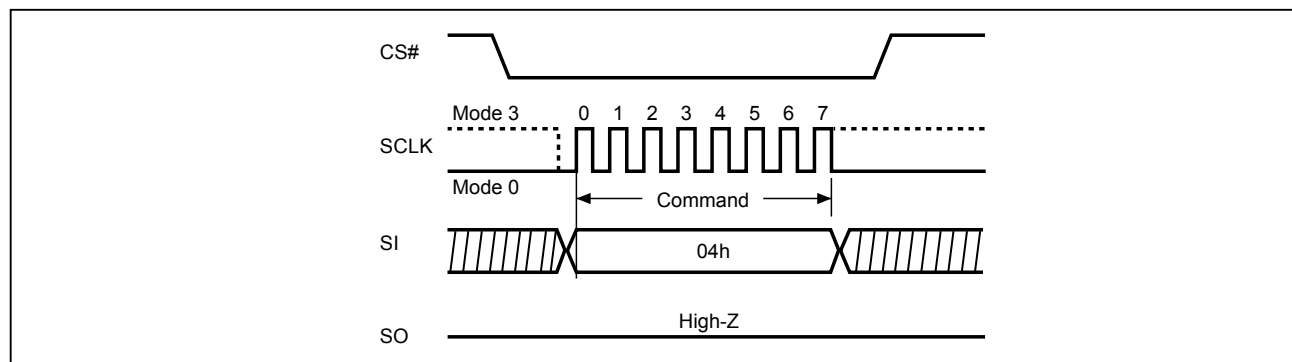 CS#
Mode 3 0 1 2 3 4 5 6 7
SCLK
Mode 0
Command
SI
04h
High-Z
SO